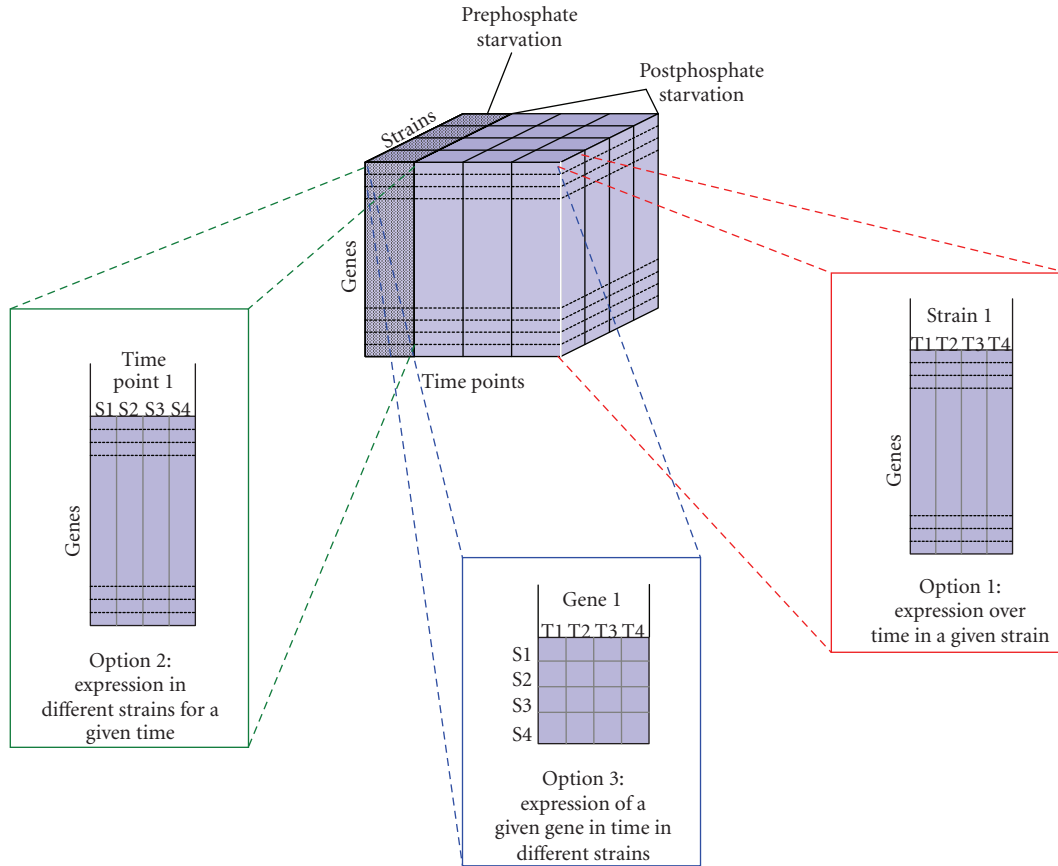 Prephosphate
starvation
Postphosphate
starvation
Strains
Genes
Time points
Time
point 1
S1 S2 S3 S4
Genes
Option 2:
expression in
different strains for a
given time
Gene 1
T1 T2 T3 T4
S1
S2
S3
S4
Option 3:
expression of a
given gene in time in
different strains
Strain 1
T1 T2 T3 T4
Genes
Option 1:
expression over
time in a given strain